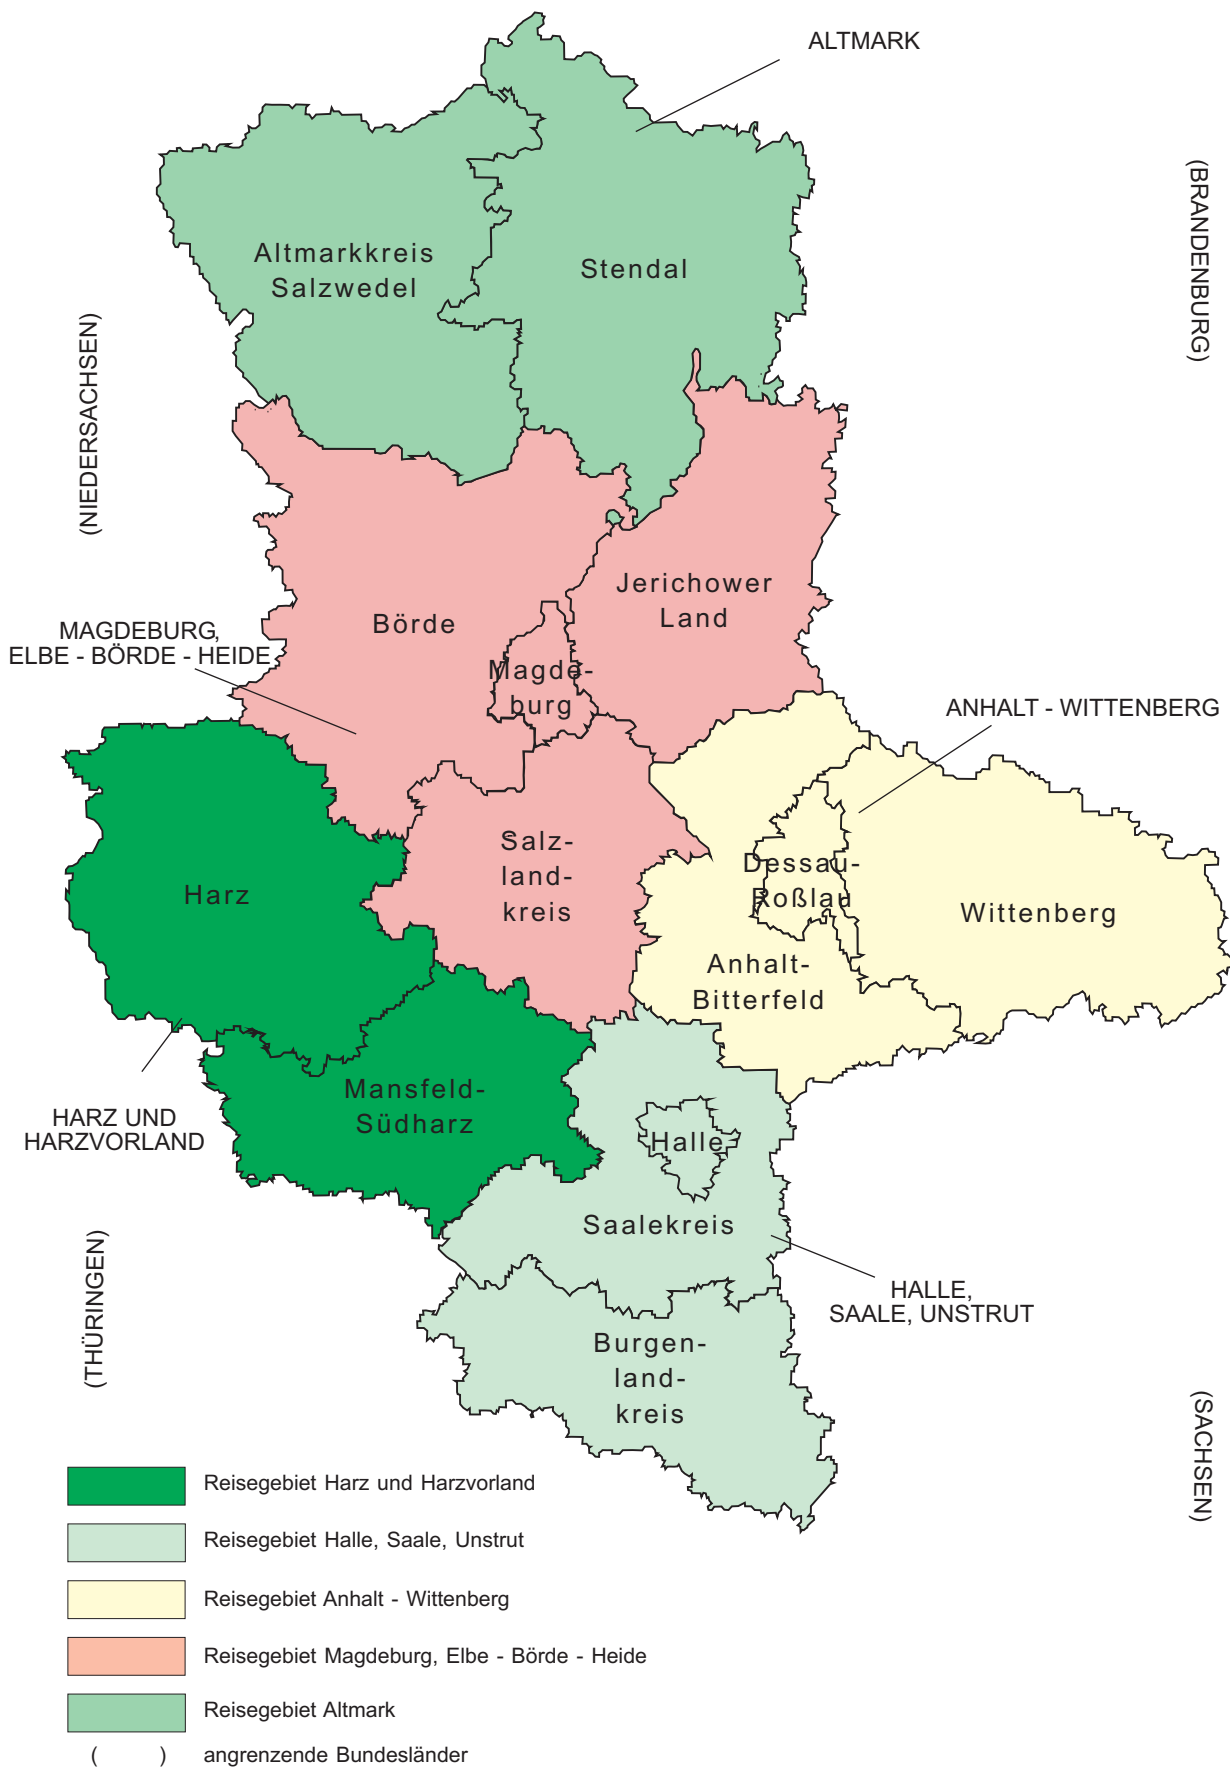 ALTMARK
(BRANDENBURG)
Altmarkkreis
Salzwedel
Stendal
(NIEDERSACHSEN)
Jerichower
Land
Börde
MAGDEBURG,
ELBE - BÖRDE - HEIDE
Magde-
burg
ANHALT - WITTENBERG
Salz-
land-
kreis
Dessau-
Roßlau
Harz
Wittenberg
Anhalt-
Bitterfeld
Mansfeld-
Südharz
HARZ UND
HARZVORLAND
Halle
Saalekreis
(THÜRINGEN)
HALLE,
SAALE, UNSTRUT
Burgen-
land-
kreis
(SACHSEN)
Reisegebiet Harz und Harzvorland
Reisegebiet Halle, Saale, Unstrut
Reisegebiet Anhalt - Wittenberg
Reisegebiet Magdeburg, Elbe - Börde - Heide
Reisegebiet Altmark
( ) angrenzende Bundesländer